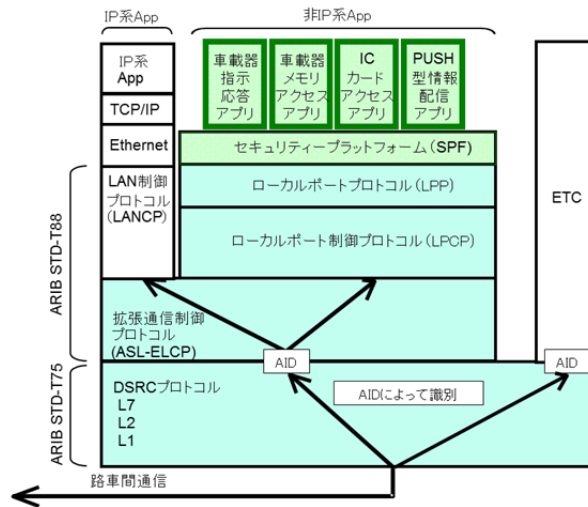 IP系App
非IP系App
IP系
App
TCP/IP
Ethernet
LAN制御
プロトコル
(LANCP)
車載器
指示
応答
アプリ
車載器
メモリ
アクセス
アプリ
IC
カード
アクセス
アプリ
PUSH
型情報
配信
アプリ
セキュリティープラットフォーム(SPF)
ローカルポートプロトコル(LPP)
ローカルポート制御プロトコル(LPCP)
ETC
ARIB STD-T88
拡張通信制御
プロトコル
(ASL-ELCP)
AID
AID
ARIB STD-T75
DSRCプロトコル
L7
L2
L1
AIDによって識別
路車間通信